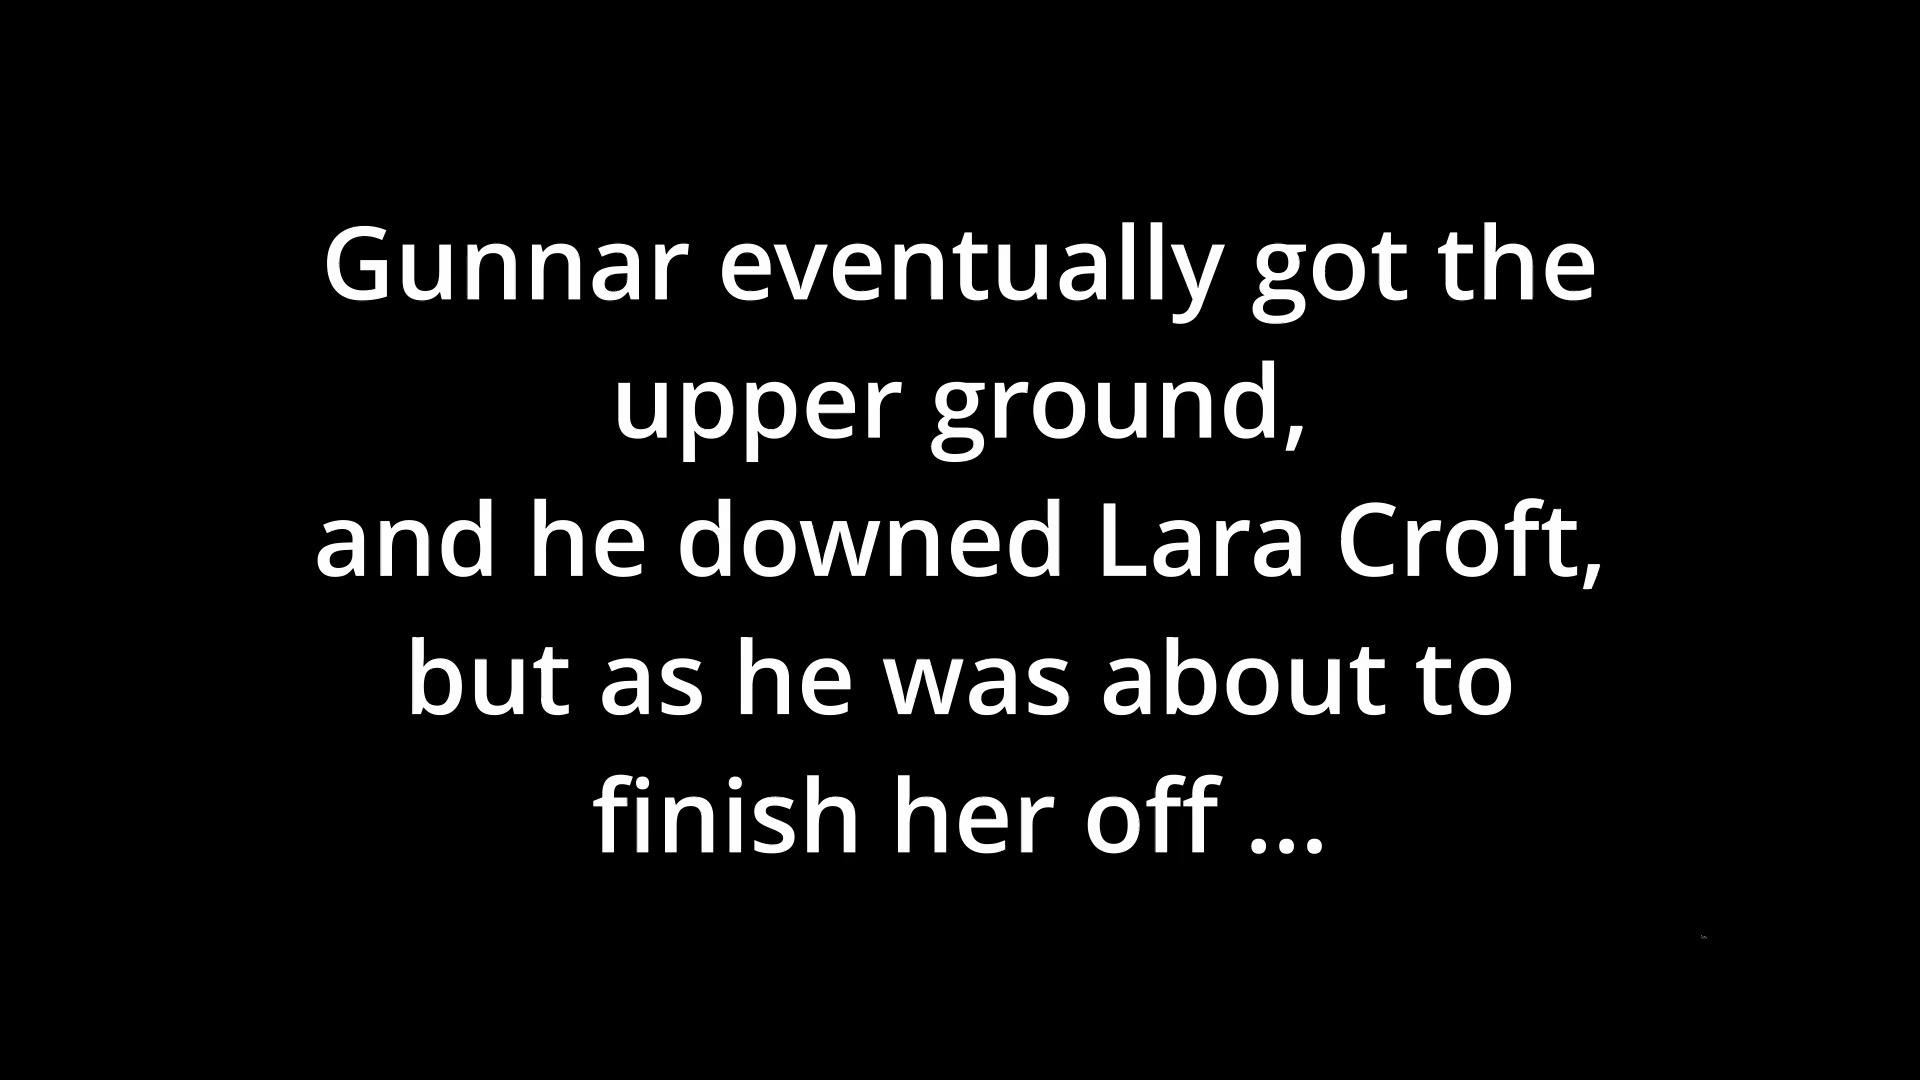 Gunnar eventually got the
upper ground,
and he downed Lara Croft,
but as he was about to
finish her off ...